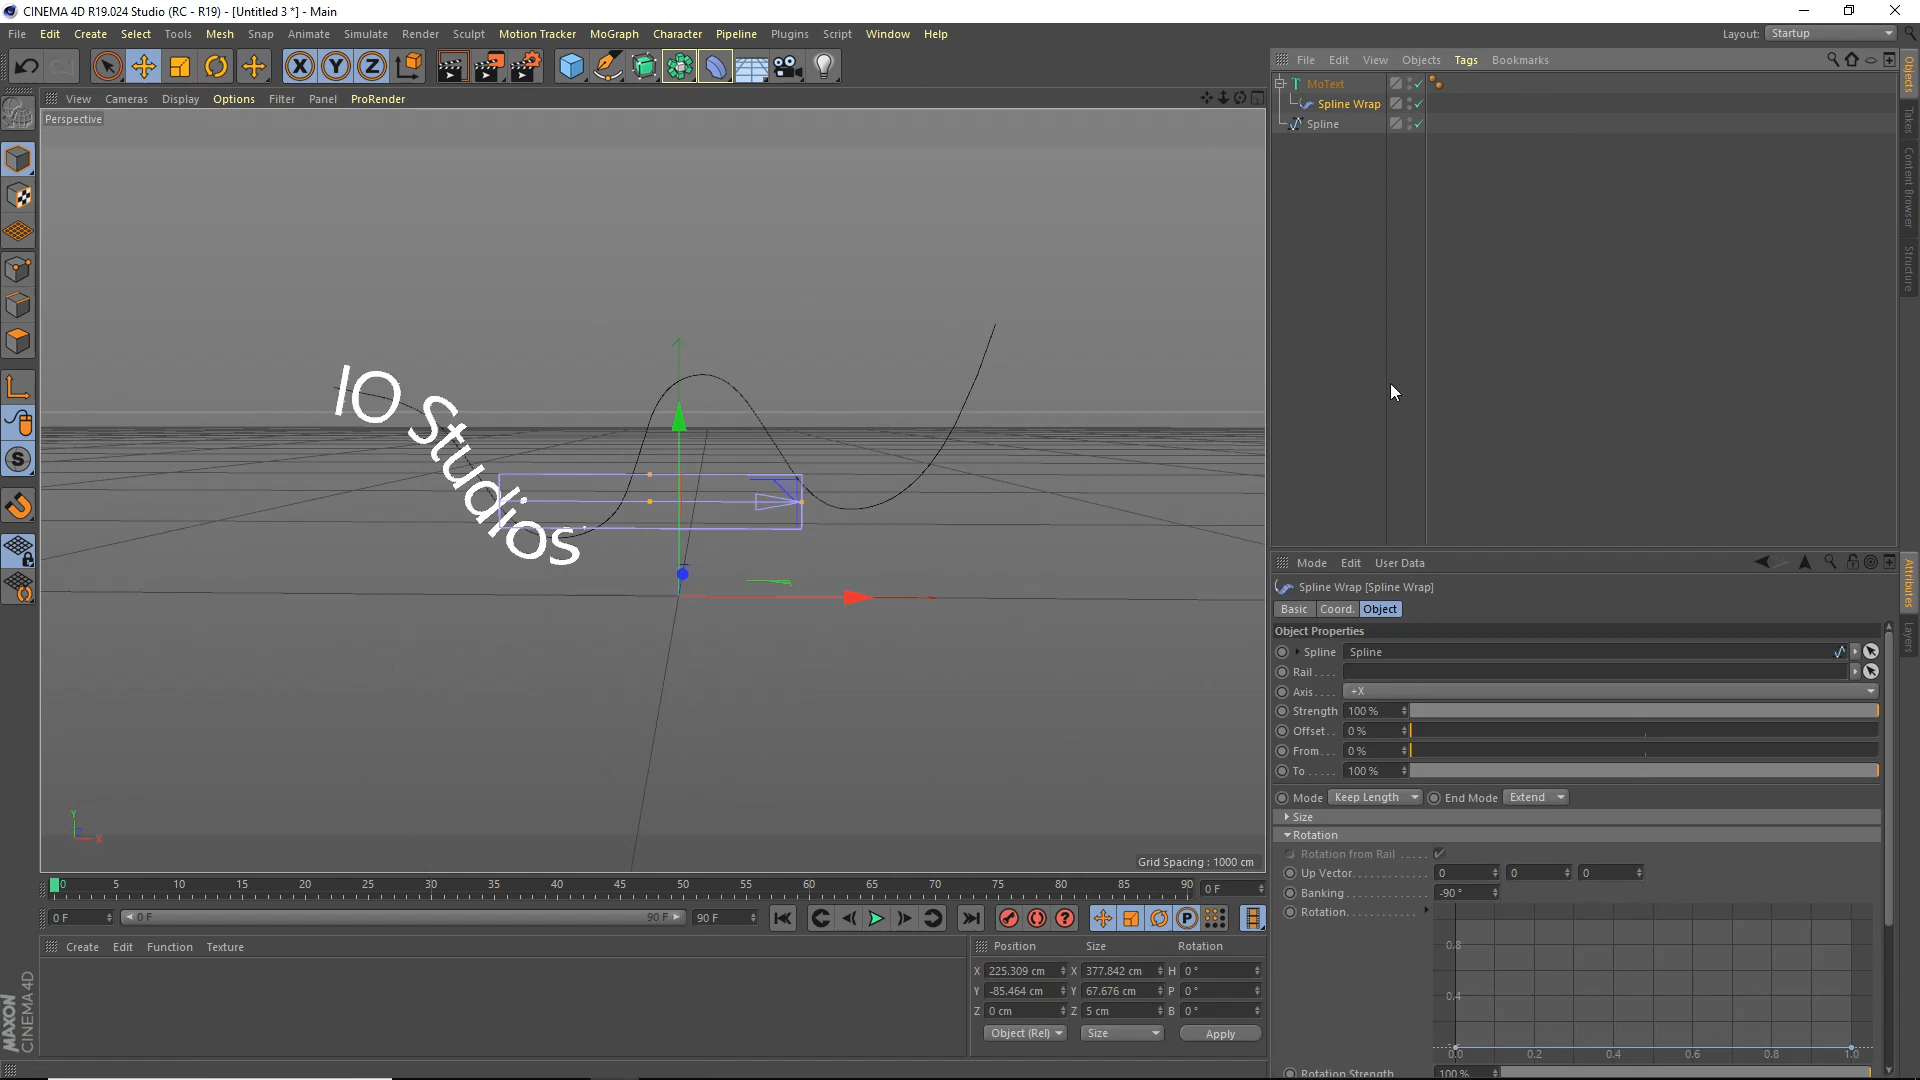 CINEMA 4D R19.024 Studio (RC - R19) - [Untitled 3 *] - Main
File Edit Create Select Tools Mesh Snap Animate Simulate Render Sculpt Motion Tracker MoGraph Character Pipeline Plugins Script Window Help
Layout: Startup
X Y Z
File Edit View Objects Tags Bookmarks
MoText
Spline Wrap
Spline
View Cameras Display Options Filter Panel ProRender
Perspective
IO Studios
Y
Z
X
Grid Spacing : 1000 cm
Objects
Takes
Content Browser
Structure
Mode Edit User Data
Spline Wrap [Spline Wrap]
Basic Coord. Object
Object Properties
Spline Spline
Rail . . . .
Axis . . . . +X
Strength 100 %
Offset . . 0 %
From . . . 0 %
To . . . . . 100 %
Mode Keep Length End Mode Extend
Size
Rotation
Rotation from Rail . . . . .
Up Vector. . . . . . . . . . . . 0 0 0
Banking . . . . . . . . . . . . . -90 °
Rotation. . . . . . . . . . . .
0.8
0.4
0.0 0.2 0.4 0.6 0.8 1.0
Rotation Strength 100 %
Attributes
Layers
0 5 10 15 20 25 30 35 40 45 50 55 60 65 70 75 80 85 90 0 F
0 F 0 F 90 F 90 F
P
S
Create Edit Function Texture
Position Size Rotation
X 225.309 cm X 377.842 cm H 0 °
Y -85.464 cm Y 67.676 cm P 0 °
Z 0 cm Z 5 cm B 0 °
Object (Rel) Size Apply
MAXON
CINEMA 4D